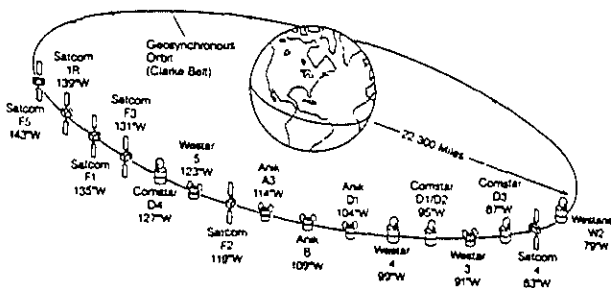 Geosynchronous
Orbit
(Clarke Belt)
22,300 Miles
Satcom
1R
139°W
Satcom
F5
143°W
Satcom
F3
131°W
Satcom
F1
135°W
Westar
5
123°W
Comstar
D4
127°W
Anik
A3
114°W
Satcom
F2
119°W
Anik
B
109°W
Anik
D1
104°W
Westar
4
99°W
Comstar
D1/D2
95°W
Westar
3
91°W
Comstar
D3
87°W
Satcom
4
83°W
W2
79°W